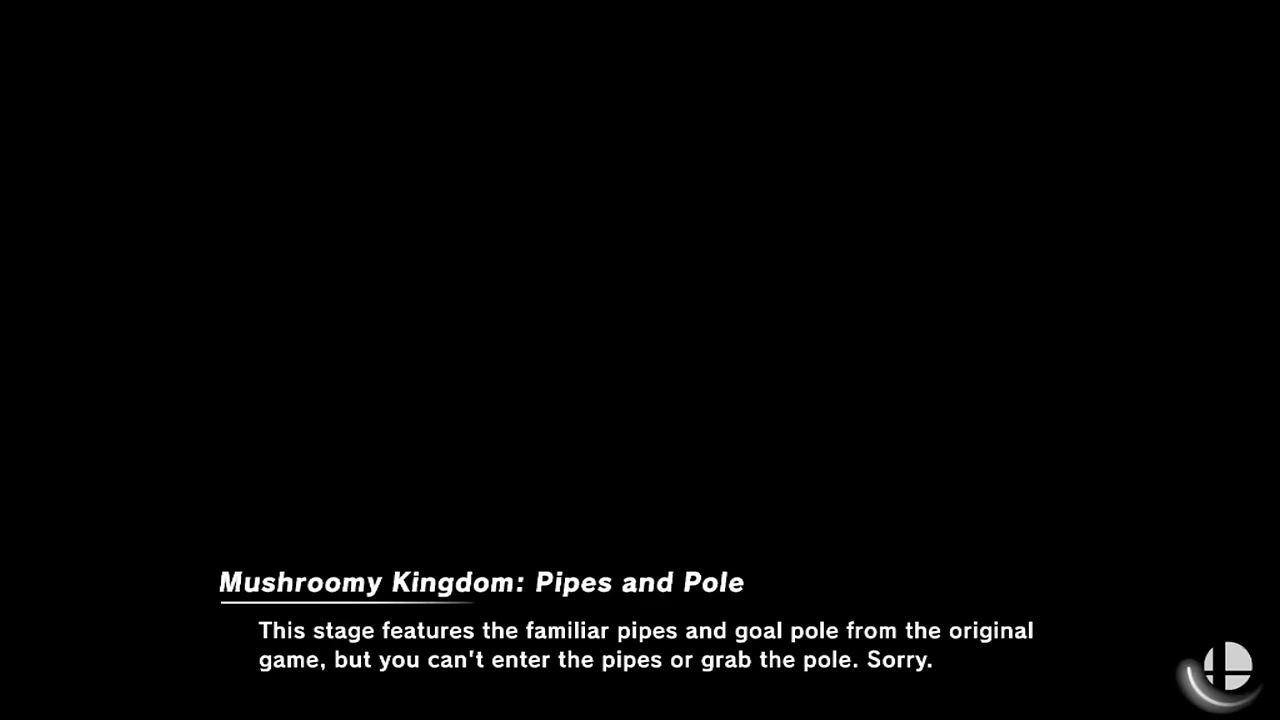 Mushroomy Kingdom: Pipes and Pole
This stage features the familiar pipes and goal pole from the original
game, but you can't enter the pipes or grab the pole. Sorry.